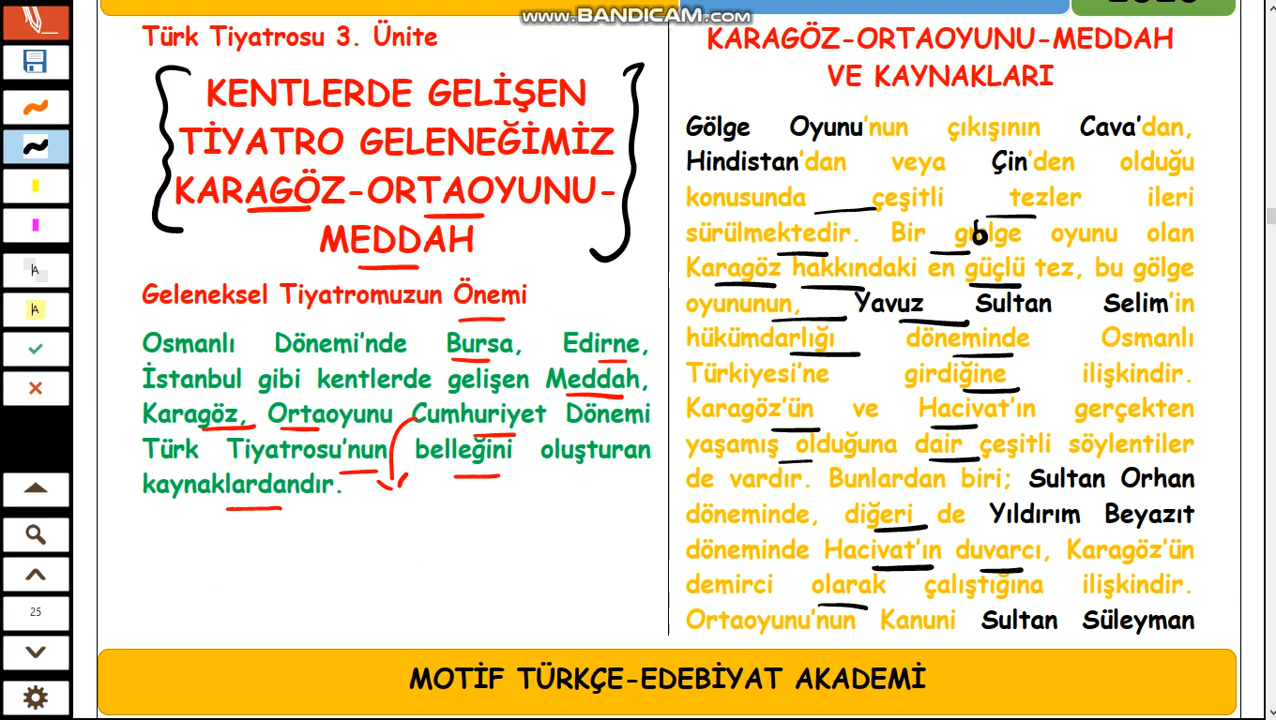 www.BANDICAM.com
Türk Tiyatrosu 3. Ünite
KENTLERDE GELİŞEN
TİYATRO GELENEĞİMİZ
KARAGÖZ-ORTAOYUNU-
MEDDAH
Geleneksel Tiyatromuzun Önemi
Osmanlı Dönemi’nde Bursa, Edirne,
İstanbul gibi kentlerde gelişen Meddah,
Karagöz, Ortaoyunu Cumhuriyet Dönemi
Türk Tiyatrosu’nun belleğini oluşturan
kaynaklardandır.
KARAGÖZ-ORTAOYUNU-MEDDAH
VE KAYNAKLARI
Gölge Oyunu’nun çıkışının Cava’dan,
Hindistan’dan veya Çin’den olduğu
konusunda çeşitli tezler ileri
sürülmektedir. Bir gölge oyunu olan
Karagöz hakkındaki en güçlü tez, bu gölge
oyununun, Yavuz Sultan Selim’in
hükümdarlığı döneminde Osmanlı
Türkiyesi’ne girdiğine ilişkindir.
Karagöz’ün ve Hacivat’ın gerçekten
yaşamış olduğuna dair çeşitli söylentiler
de vardır. Bunlardan biri; Sultan Orhan
döneminde, diğeri de Yıldırım Beyazıt
döneminde Hacivat’ın duvarcı, Karagöz’ün
demirci olarak çalıştığına ilişkindir.
Ortaoyunu’nun Kanuni Sultan Süleyman
MOTİF TÜRKÇE-EDEBİYAT AKADEMİ
25